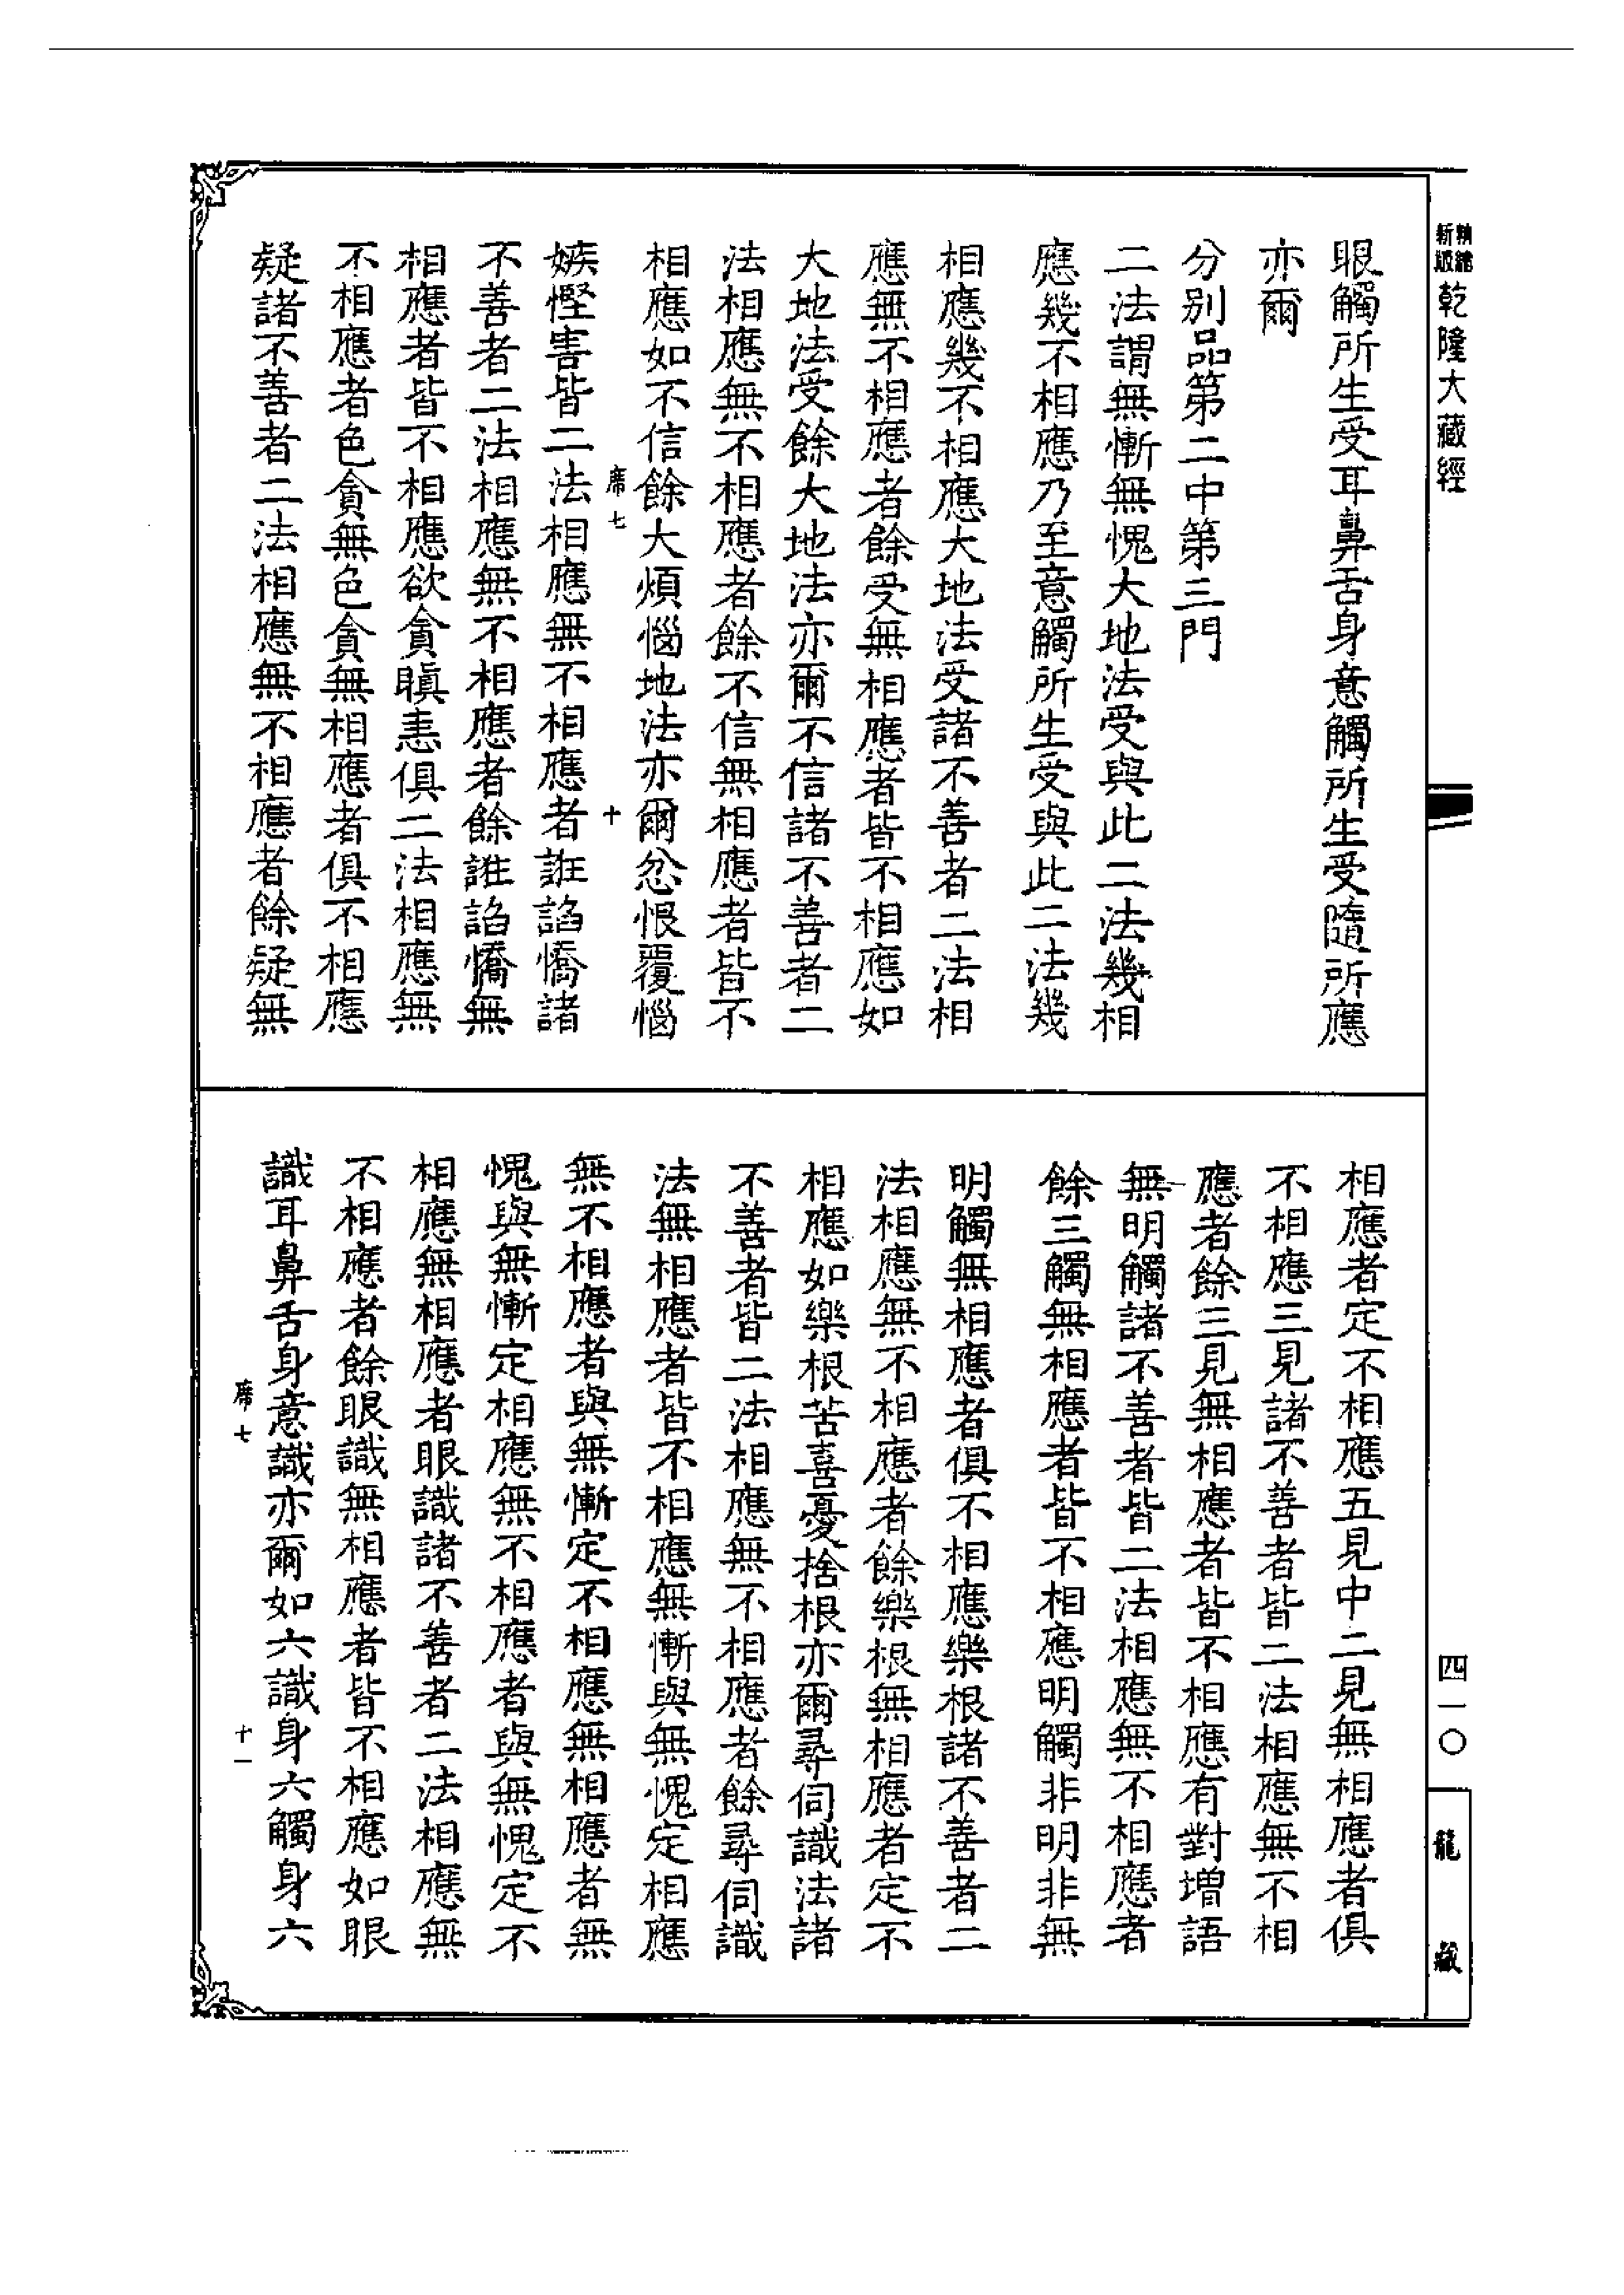 新版精縮乾隆大藏經
四一〇
龍藏
眼觸所生受耳鼻舌身意觸所生受隨所應
亦爾
分別品第二中第三門
二法謂無慚無愧大地法受與此二法幾相
應幾不相應乃至意觸所生受與此二法幾
相應幾不相應大地法受諸不善者二法相
應無不相應者餘受無相應者皆不相應如
大地法受餘大地法亦爾不信諸不善者二
法相應無不相應者餘不信無相應者皆不
相應如不信餘大煩惱地法亦爾忿恨覆惱
席七 十
嫉慳害皆二法相應無不相應者誑諂憍諸
不善者二法相應無不相應者餘誑諂憍無
相應者皆不相應欲貪瞋恚俱二法相應無
不相應者色貪無色貪無相應者俱不相應
疑諸不善者二法相應無不相應者餘疑無
相應者定不相應五見中二見無相應者俱
不相應三見諸不善者皆二法相應無不相
應者餘三見無相應者皆不相應有對增語
無明觸諸不善者皆二法相應無不相應者
餘三觸無相應者皆不相應明觸非明非無
明觸無相應者俱不相應樂根諸不善者二
法相應無不相應者餘樂根無相應者定不
相應如樂根苦喜憂捨根亦爾尋伺識法諸
不善者皆二法相應無不相應者餘尋伺識
法無相應者皆不相應無慚與無愧定相應
無不相應者與無慚定不相應無相應者無
愧與無慚定相應無不相應者與無愧定不
相應無相應者眼識諸不善者二法相應無
不相應者餘眼識無相應者皆不相應如眼
識耳鼻舌身意識亦爾如六識身六觸身六
席七 十一